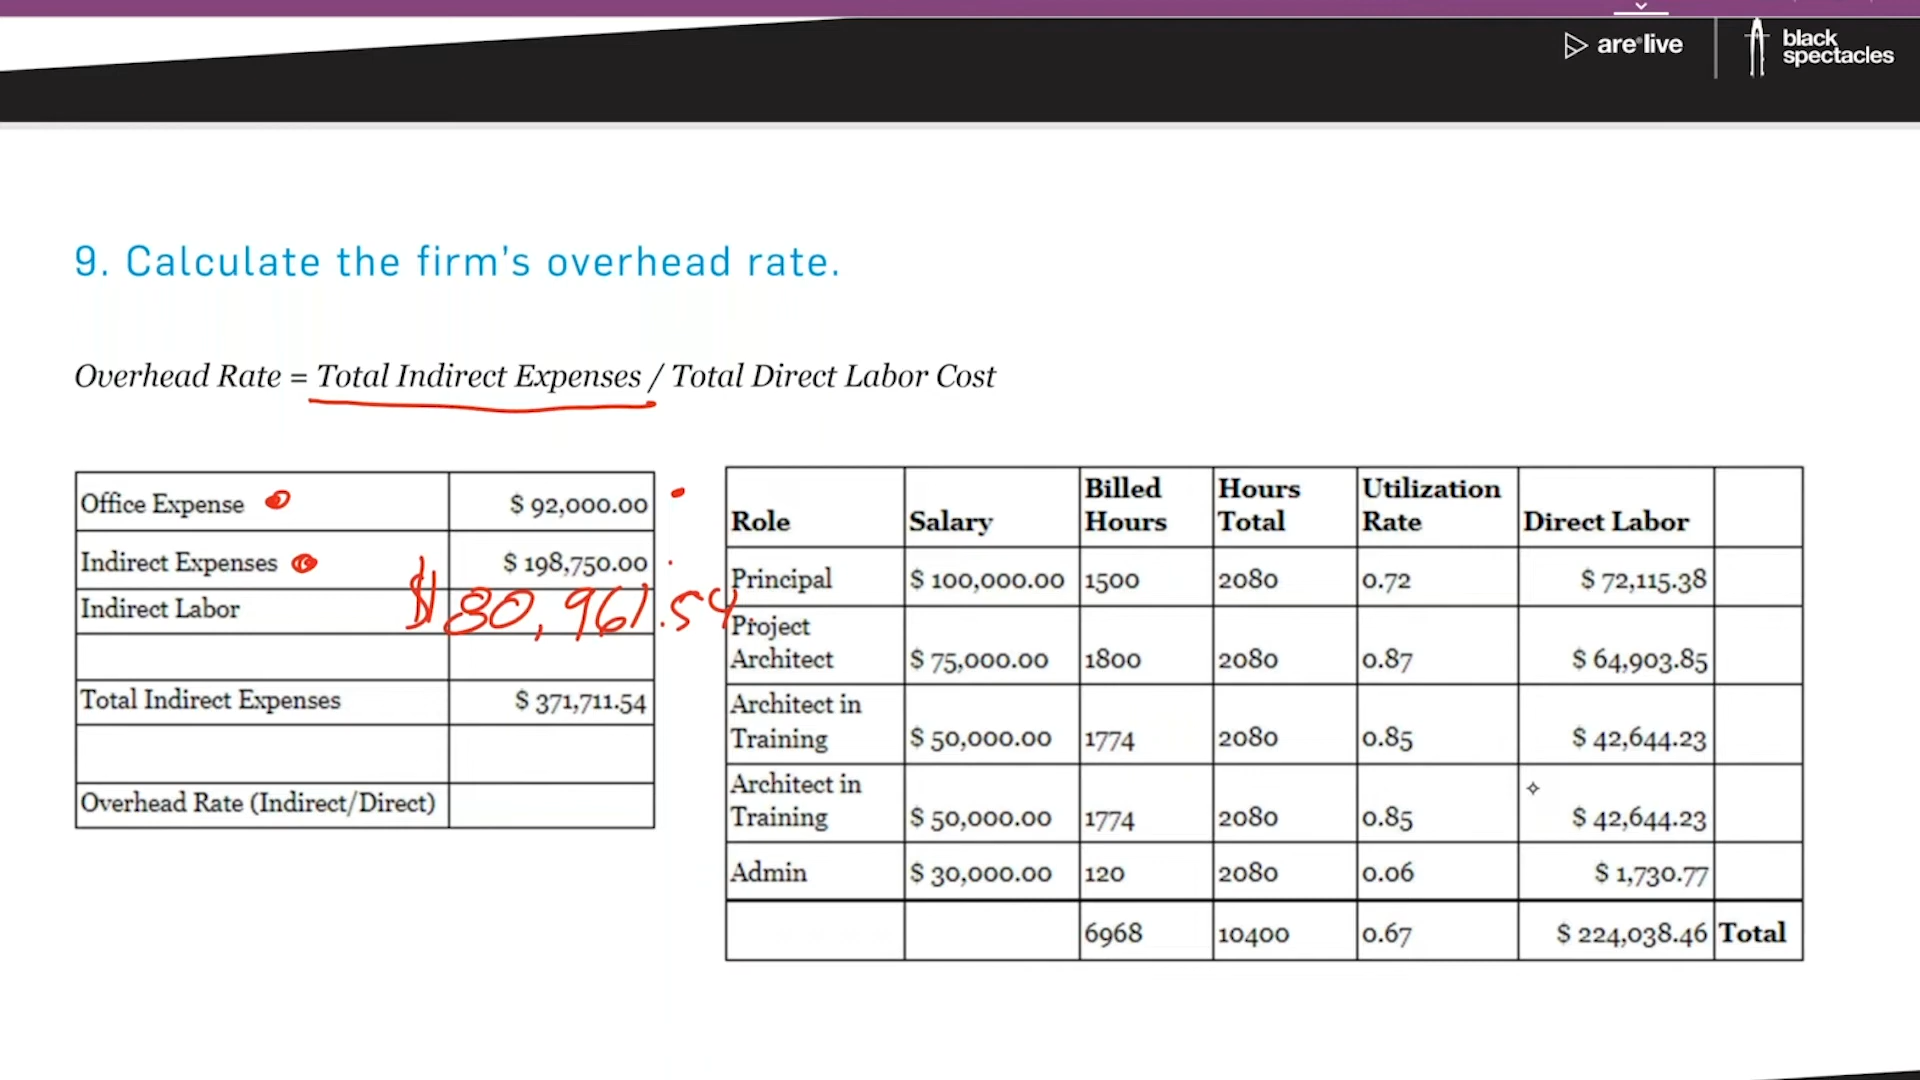 are live
black
spectacles
9. Calculate the firm's overhead rate.
Overhead Rate = Total Indirect Expenses / Total Direct Labor Cost
Office Expense $ 92,000.00
Indirect Expenses $ 198,750.00
Indirect Labor $80,961.54
Total Indirect Expenses $ 371,711.54
Overhead Rate (Indirect/Direct)
Role Salary Billed Hours Hours Total Utilization Rate Direct Labor
Principal $ 100,000.00 1500 2080 0.72 $ 72,115.38
Project Architect $ 75,000.00 1800 2080 0.87 $ 64,903.85
Architect in Training $ 50,000.00 1774 2080 0.85 $ 42,644.23
Architect in Training $ 50,000.00 1774 2080 0.85 $ 42,644.23
Admin $ 30,000.00 120 2080 0.06 $ 1,730.77
6968 10400 0.67 $ 224,038.46 Total